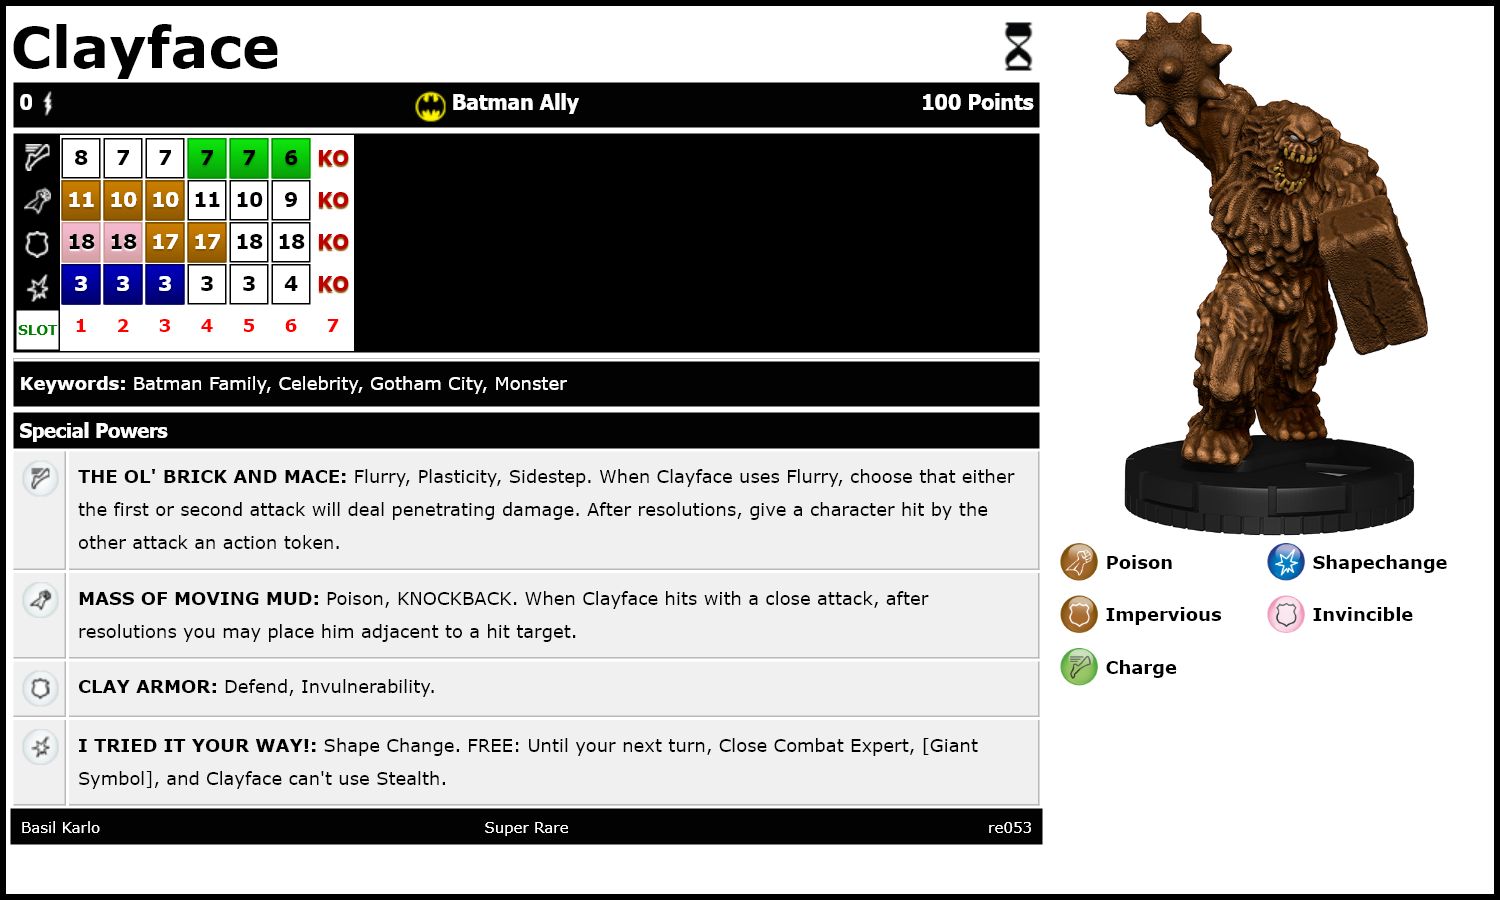 Clayface
0 Batman Ally 100 Points
8 7 7 7 7 6 KO
11 10 10 11 10 9 KO
18 18 17 17 18 18 KO
3 3 3 3 3 4 KO
SLOT 1 2 3 4 5 6 7
Keywords: Batman Family, Celebrity, Gotham City, Monster
Special Powers
THE OL' BRICK AND MACE: Flurry, Plasticity, Sidestep. When Clayface uses Flurry, choose that either
the first or second attack will deal penetrating damage. After resolutions, give a character hit by the
other attack an action token.
MASS OF MOVING MUD: Poison, KNOCKBACK. When Clayface hits with a close attack, after
resolutions you may place him adjacent to a hit target.
CLAY ARMOR: Defend, Invulnerability.
I TRIED IT YOUR WAY!: Shape Change. FREE: Until your next turn, Close Combat Expert, [Giant
Symbol], and Clayface can't use Stealth.
Basil Karlo Super Rare re053
Poison Shapechange
Impervious Invincible
Charge